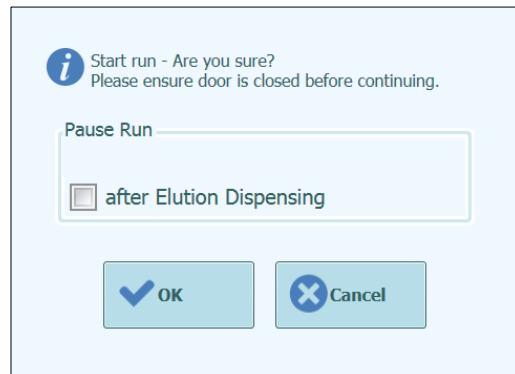 Start run - Are you sure?
Please ensure door is closed before continuing.
Pause Run
after Elution Dispensing
OK
Cancel